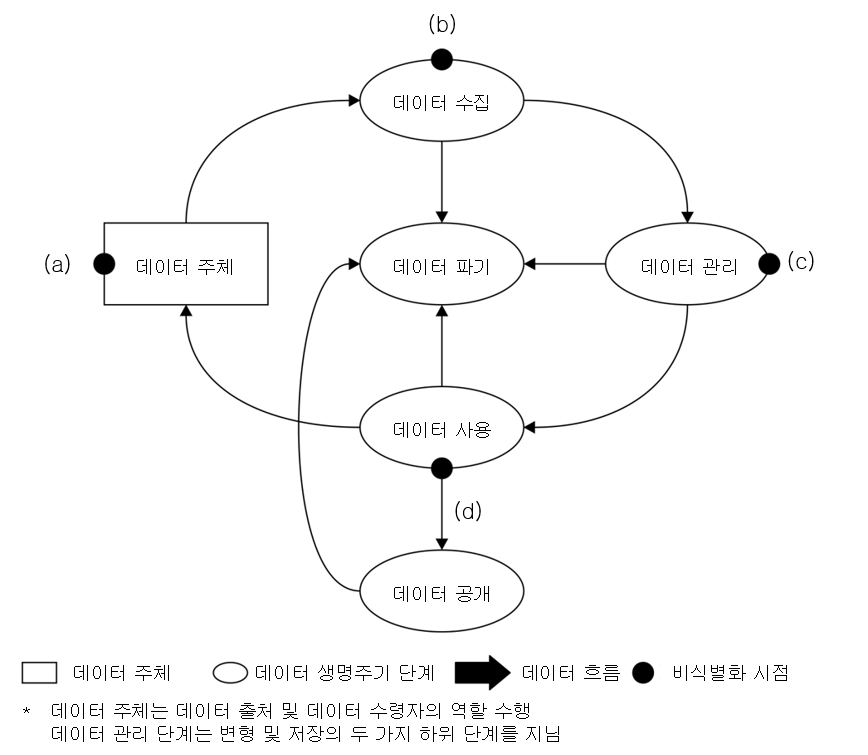 (b)
데이터 수집
(a)
데이터 주체
데이터 파기
데이터 관리
(c)
데이터 사용
(d)
데이터 공개
데이터 주체
데이터 생명주기 단계
데이터 흐름
비식별화 시점
* 데이터 주체는 데이터 출처 및 데이터 수령자의 역할 수행
데이터 관리 단계는 변형 및 저장의 두 가지 하위 단계를 지님